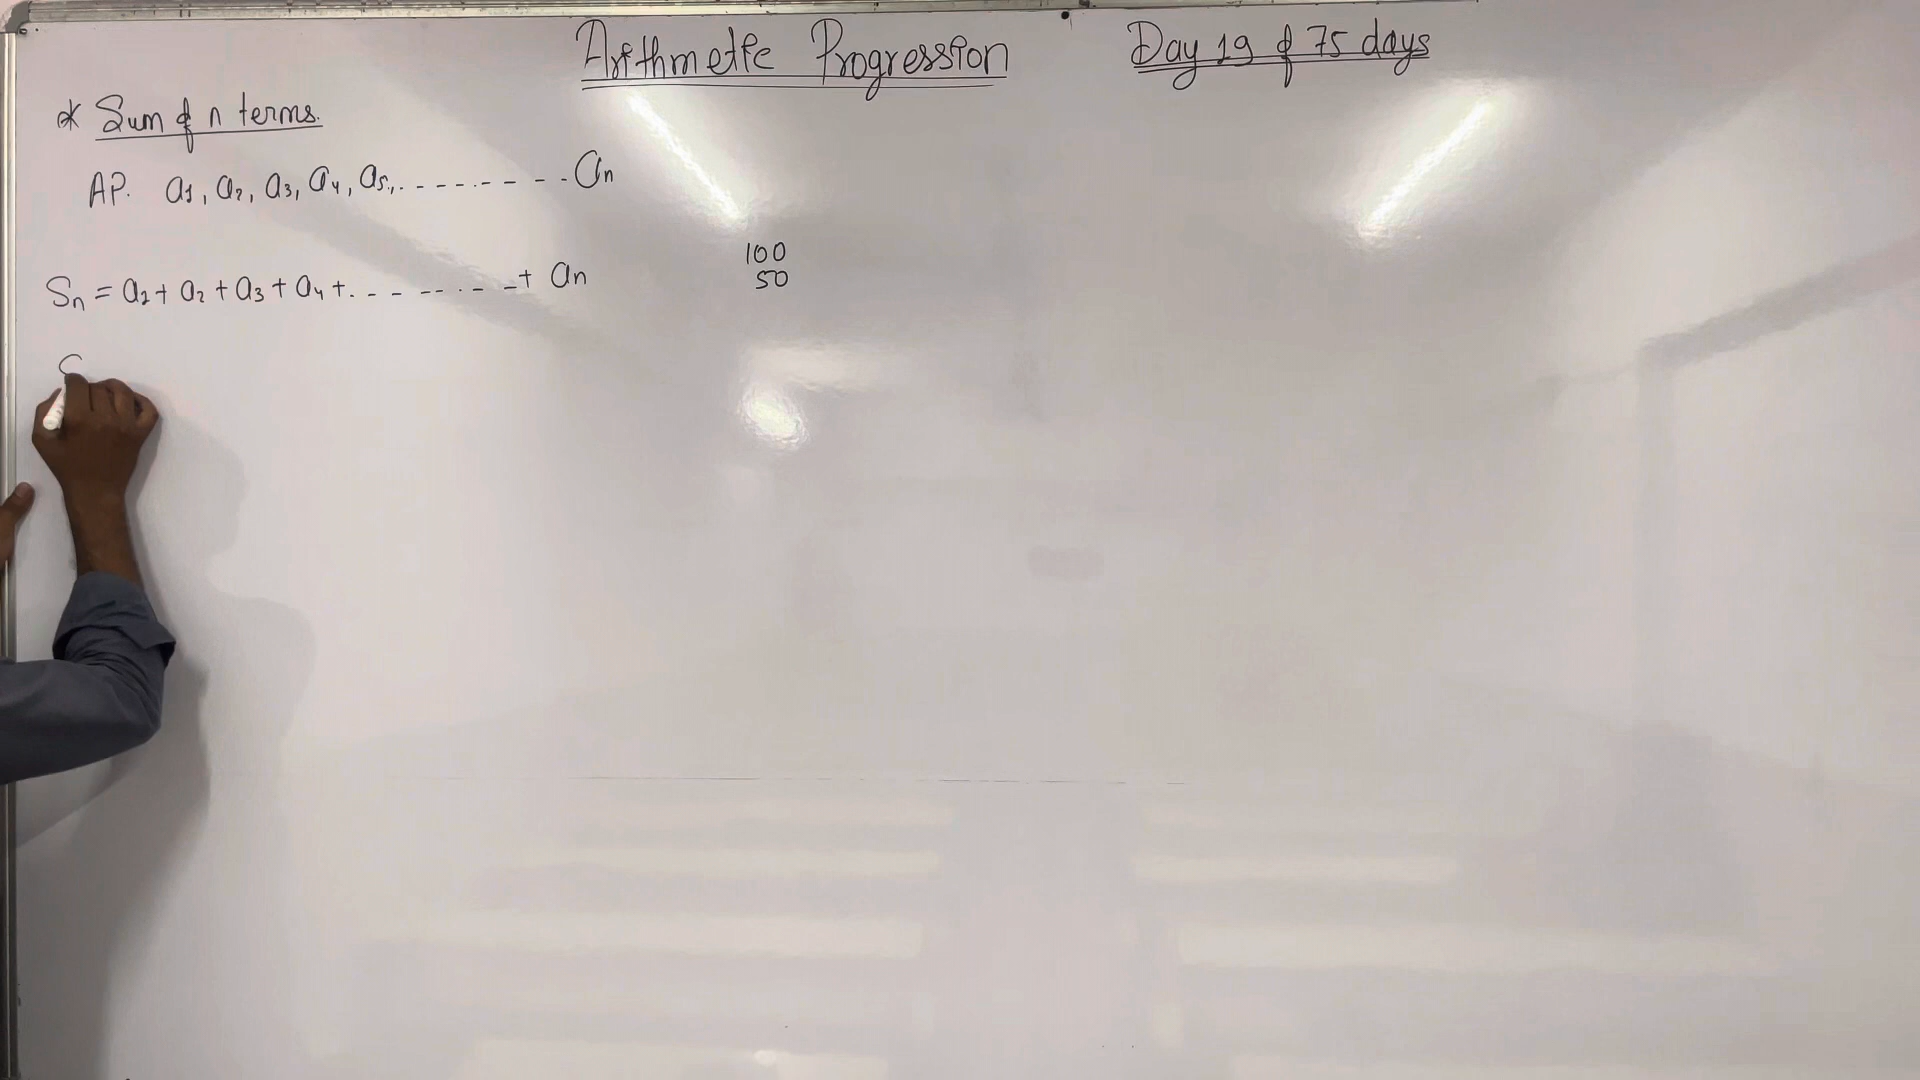 Arithmetic Progression
Day 19 of 75 days
* Sum of n terms.
AP. a1, a2, a3, a4, a5,. - - - - - - - - an
Sn = a1 + a2 + a3 + a4 +. - - - - - - - + an
100
50
S